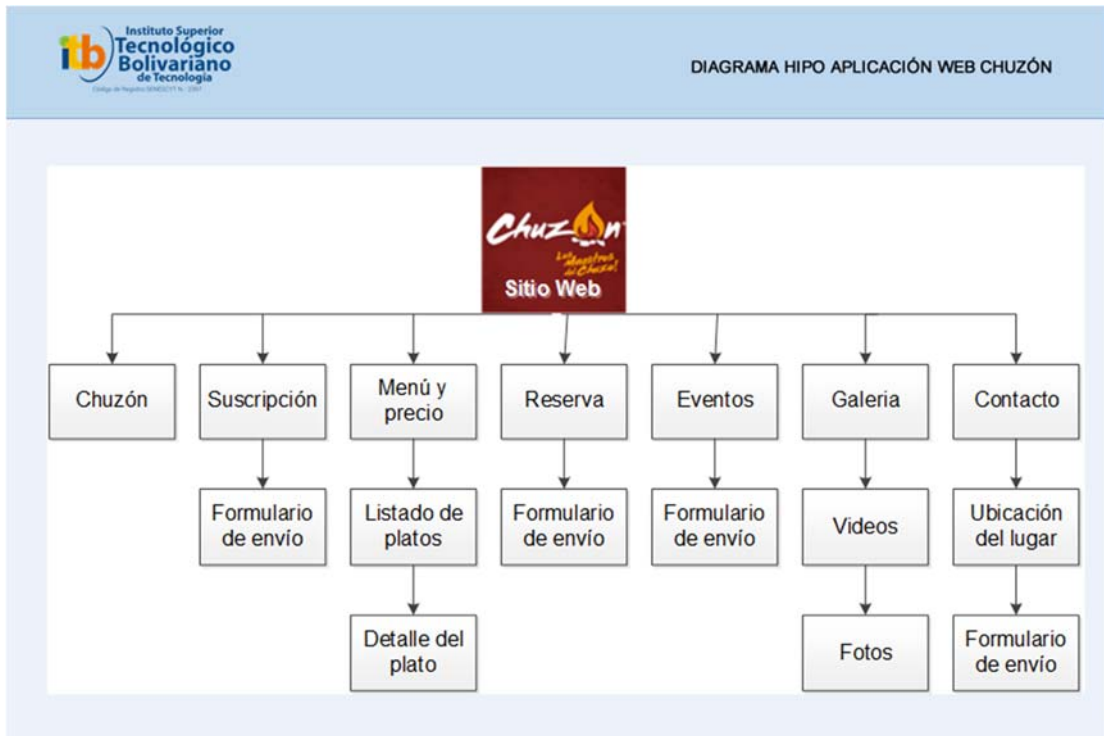 Instituto Superior
itb Tecnológico
Bolivariano
de Tecnología
DIAGRAMA HIPO APLICACIÓN WEB CHUZÓN
Chuzón
Los
Maestros
del Chuzo!
Sitio Web
Chuzón
Suscripción
Menú y
precio
Reserva
Eventos
Galeria
Contacto
Formulario
de envío
Listado de
platos
Formulario
de envío
Formulario
de envío
Videos
Ubicación
del lugar
Detalle del
plato
Fotos
Formulario
de envío